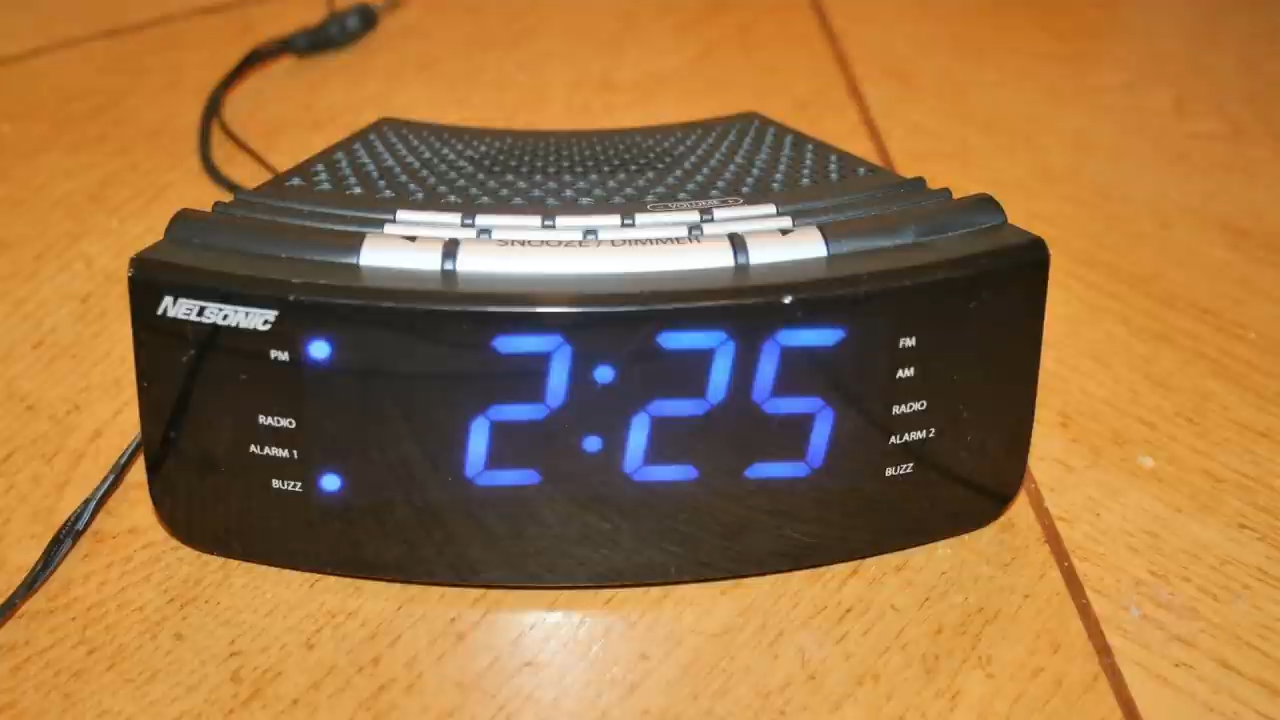 - VOLUME +
SNOOZE / DIMMER
NELSONIC
PM
2:25
FM
AM
RADIO
RADIO
ALARM 1
ALARM 2
BUZZ
BUZZ